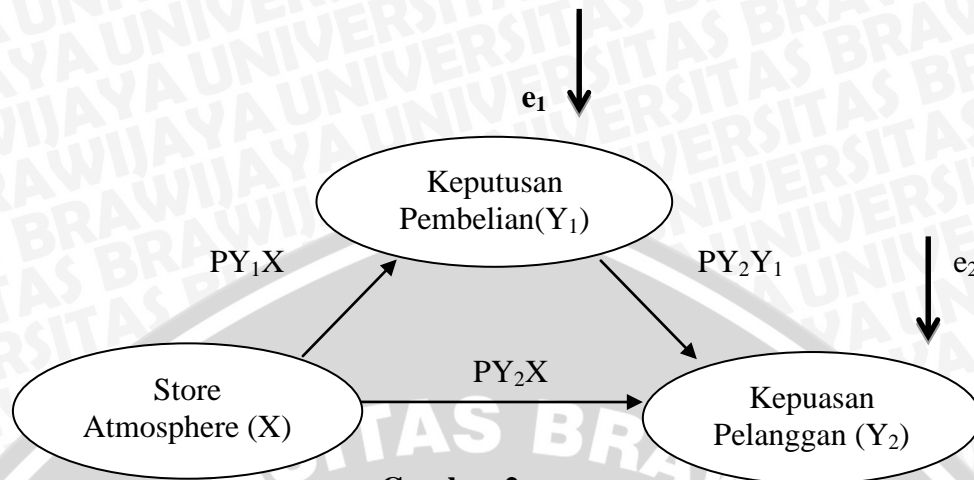 e₁
Keputusan
Pembelian(Y₁)
PY₁X
PY₂Y₁
e₂
PY₂X
Store
Atmosphere (X)
Kepuasan
Pelanggan (Y₂)